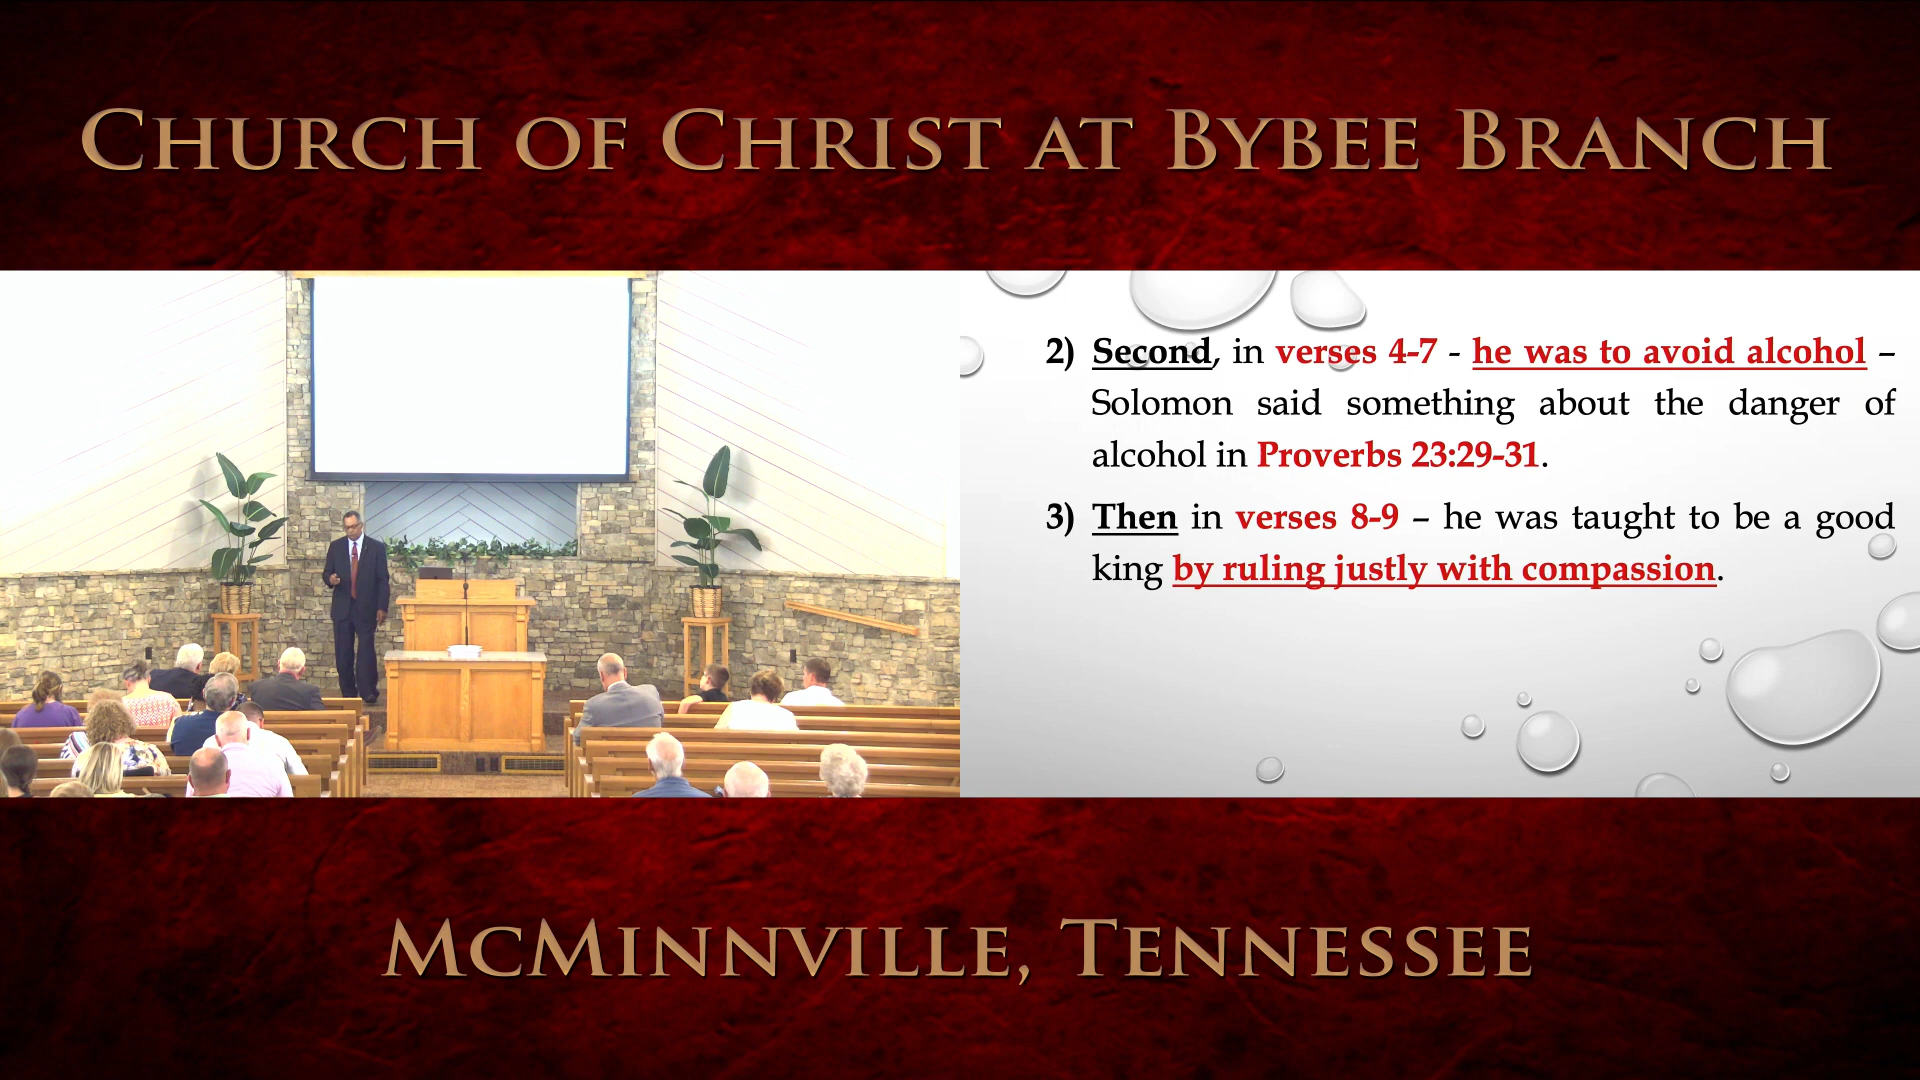 CHURCH OF CHRIST AT BYBEE BRANCH
2) Second, in verses 4-7 - he was to avoid alcohol –
Solomon said something about the danger of
alcohol in Proverbs 23:29-31.
3) Then in verses 8-9 – he was taught to be a good
king by ruling justly with compassion.
MCMINNVILLE, TENNESSEE